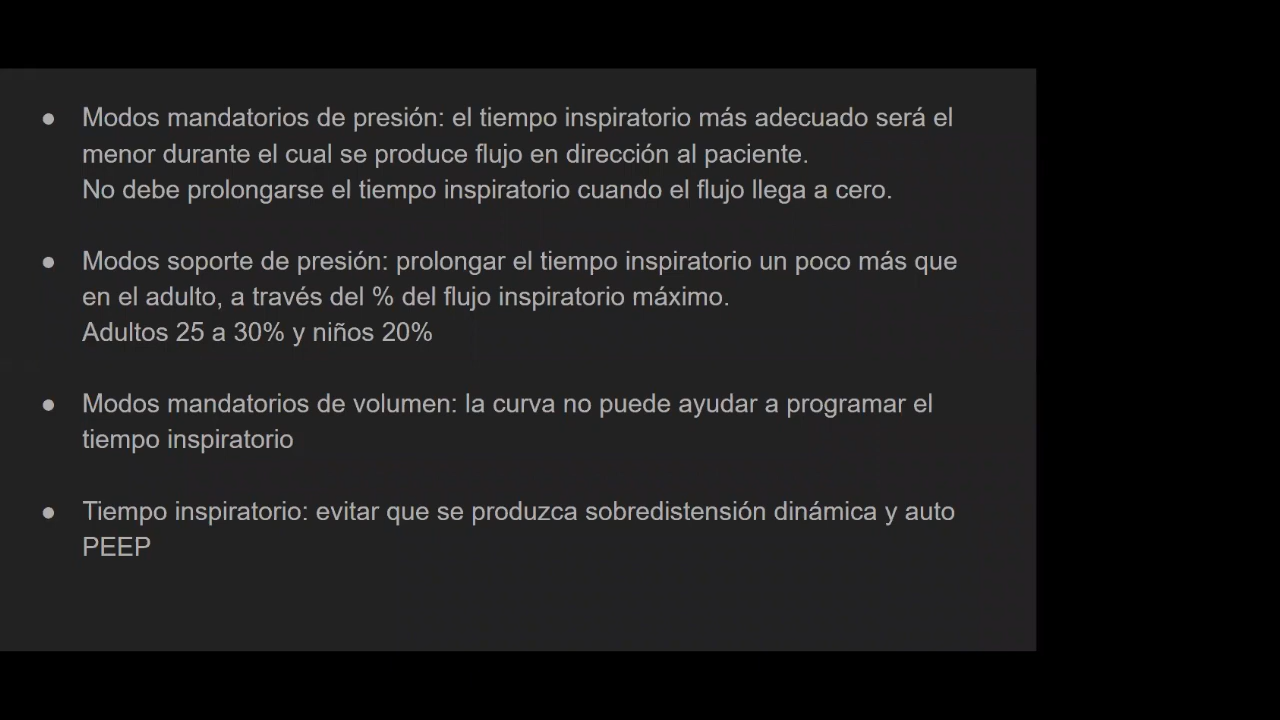 ● Modos mandatorios de presión: el tiempo inspiratorio más adecuado será el
menor durante el cual se produce flujo en dirección al paciente.
No debe prolongarse el tiempo inspiratorio cuando el flujo llega a cero.
● Modos soporte de presión: prolongar el tiempo inspiratorio un poco más que
en el adulto, a través del % del flujo inspiratorio máximo.
Adultos 25 a 30% y niños 20%
● Modos mandatorios de volumen: la curva no puede ayudar a programar el
tiempo inspiratorio
● Tiempo inspiratorio: evitar que se produzca sobredistensión dinámica y auto
PEEP